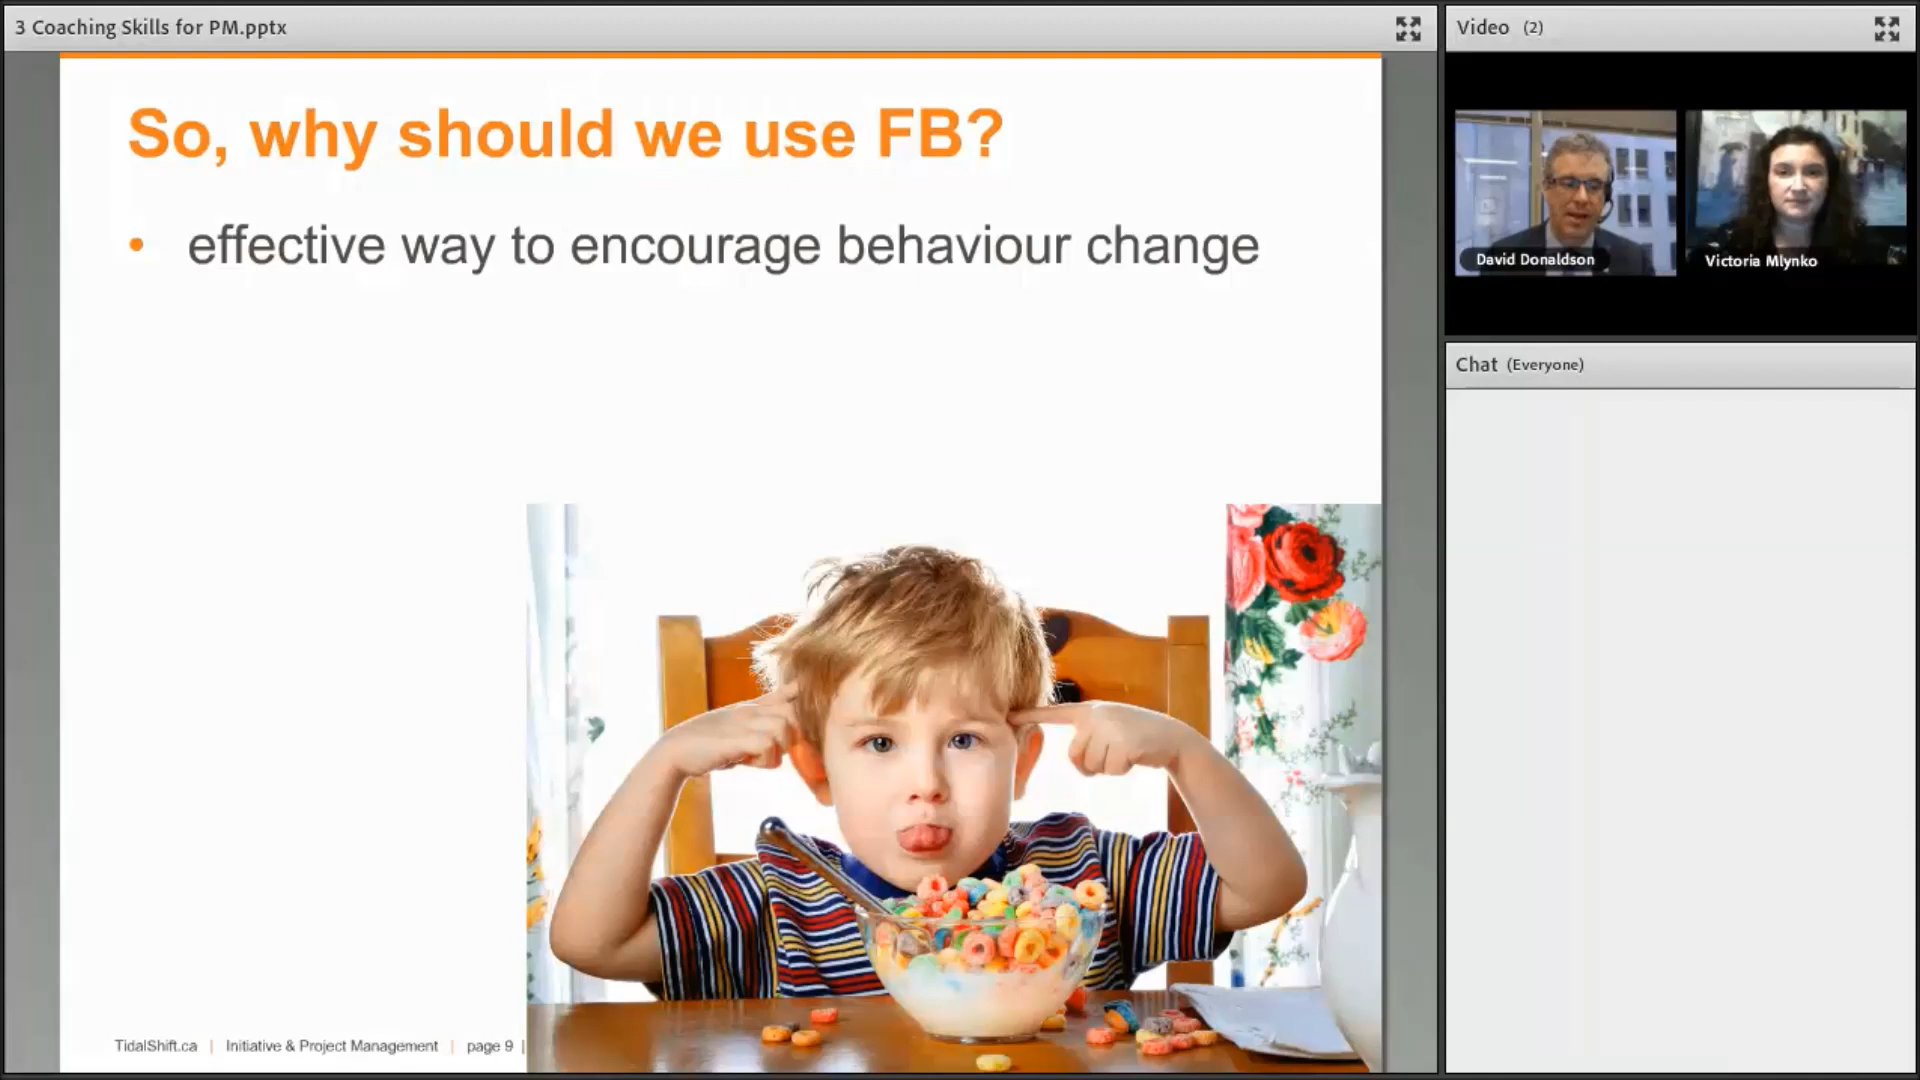 3 Coaching Skills for PM.pptx
So, why should we use FB?
• effective way to encourage behaviour change
TidalShift.ca | Initiative & Project Management | page 9 |
Video (2)
David Donaldson
Victoria Mlynko
Chat (Everyone)